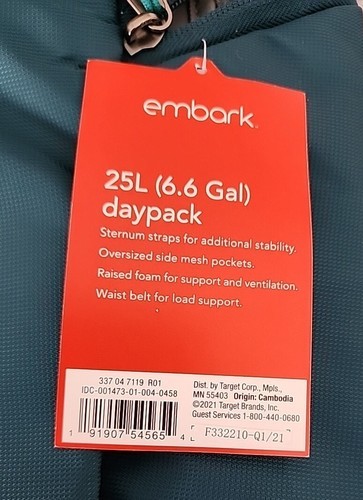 embark™
25L (6.6 Gal)
daypack
Sternum straps for additional stability.
Oversized side mesh pockets.
Raised foam for support and ventilation.
Waist belt for load support.
337 04 7119 R01
IDC-001473-01-004-0458
1 91907 54565 4
Dist. by Target Corp., Mpls.,
MN 55403 Origin: Cambodia
©2021 Target Brands, Inc.
Guest Services 1-800-440-0680
F332210-Q1/21